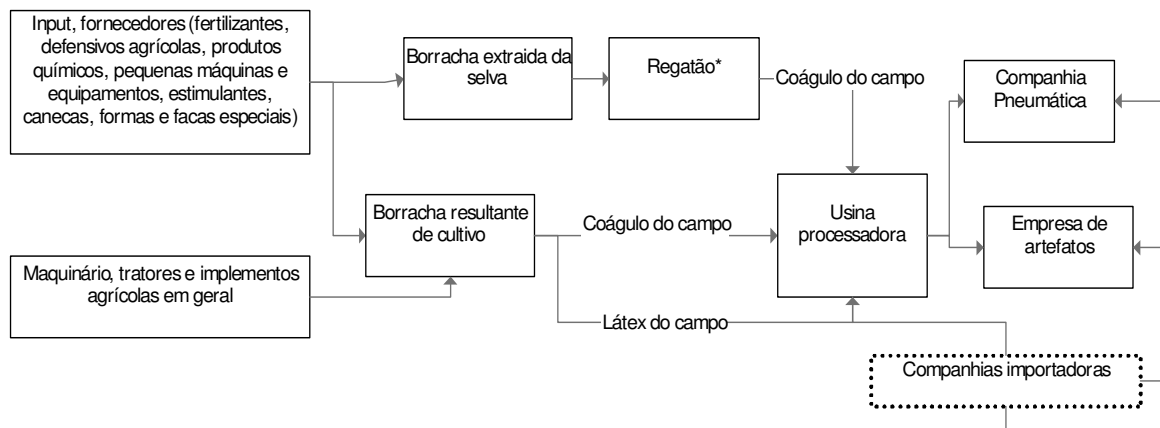 Input, fornecedores (fertilizantes,
defensivos agrícolas, produtos
químicos, pequenas máquinas e
equipamentos, estimulantes,
canecas, formas e facas especiais)
Borracha extraida da
selva
Regatão*
Coágulo do campo
Companhia
Pneumática
Borracha resultante
de cultivo
Coágulo do campo
Usina
processadora
Empresa de
artefatos
Maquinário, tratores e implementos
agrícolas em geral
Látex do campo
Companhias importadoras